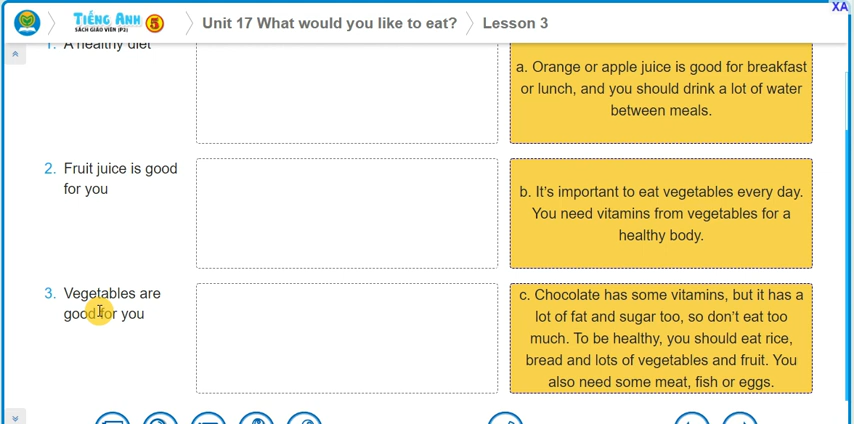 XA
TIẾNG ANH 5
SÁCH GIÁO VIÊN (P2)
Unit 17 What would you like to eat?
Lesson 3
1. A healthy diet
a. Orange or apple juice is good for breakfast
or lunch, and you should drink a lot of water
between meals.
2. Fruit juice is good
for you
b. It's important to eat vegetables every day.
You need vitamins from vegetables for a
healthy body.
3. Vegetables are
good for you
c. Chocolate has some vitamins, but it has a
lot of fat and sugar too, so don't eat too
much. To be healthy, you should eat rice,
bread and lots of vegetables and fruit. You
also need some meat, fish or eggs.